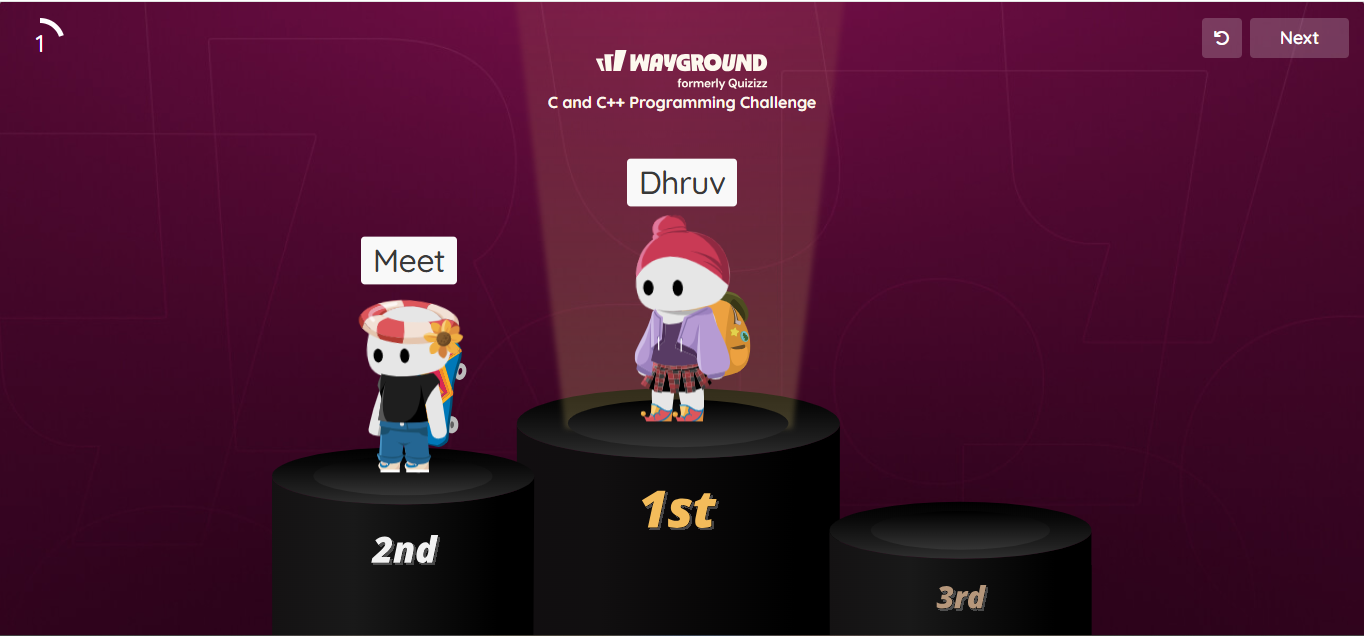 1
Next
WAYGROUND
formerly Quizizz
C and C++ Programming Challenge
Dhruv
Meet
1st
2nd
3rd